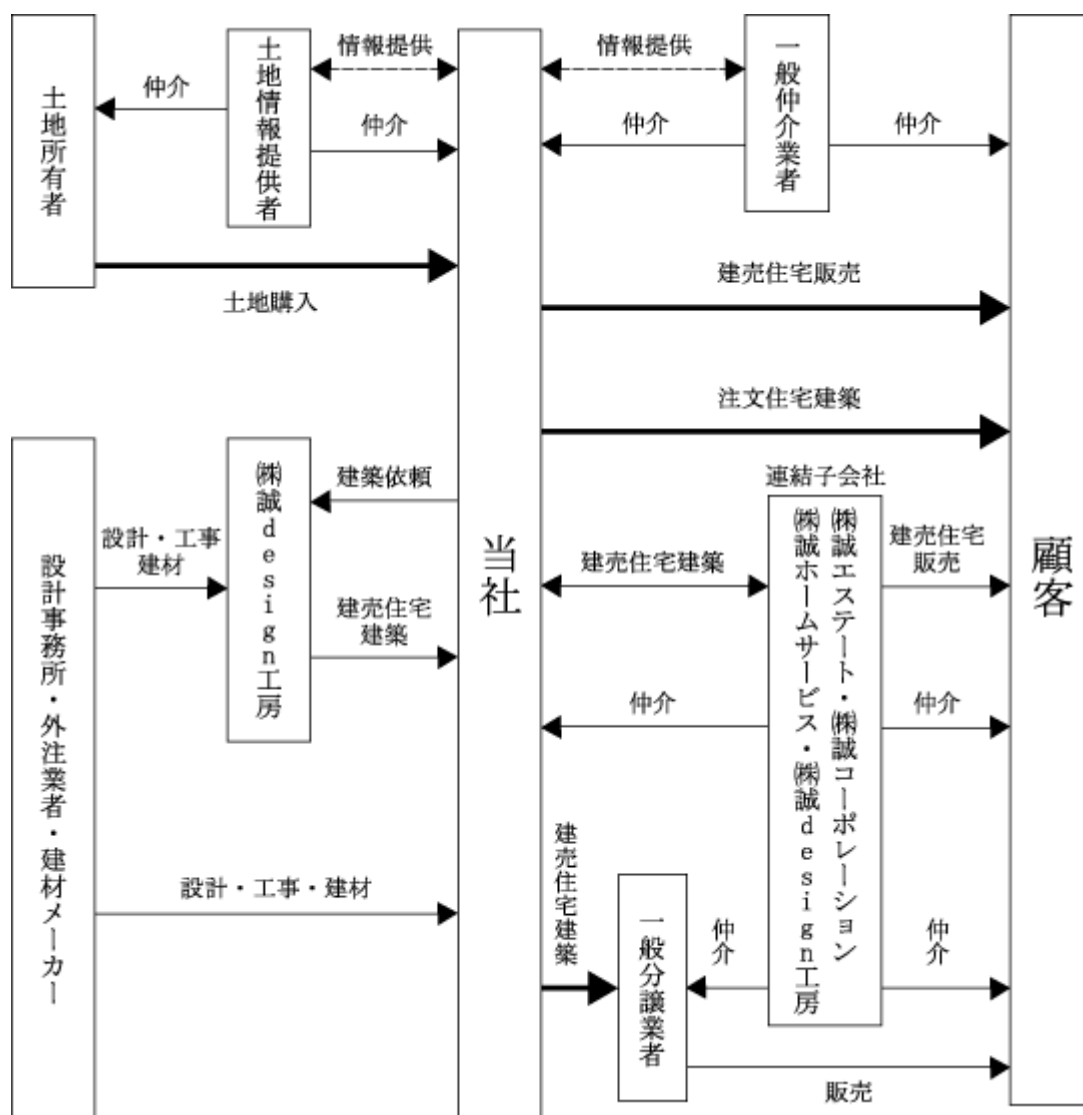 土地所有者
仲介
土地情報提供者
情報提供
仲介
土地購入
当社
情報提供
仲介
一般仲介業者
仲介
建売住宅販売
注文住宅建築
顧客
設計事務所・外注業者・建材メーカー
設計・工事
建材
㈱誠design工房
建築依頼
建売住宅
建築
設計・工事・建材
連結子会社
㈱誠エステート・㈱誠コーポレーション
㈱誠ホームサービス・㈱誠design工房
建売住宅建築
建売住宅
販売
仲介
仲介
建売住宅建築
一般分譲業者
仲介
仲介
販売